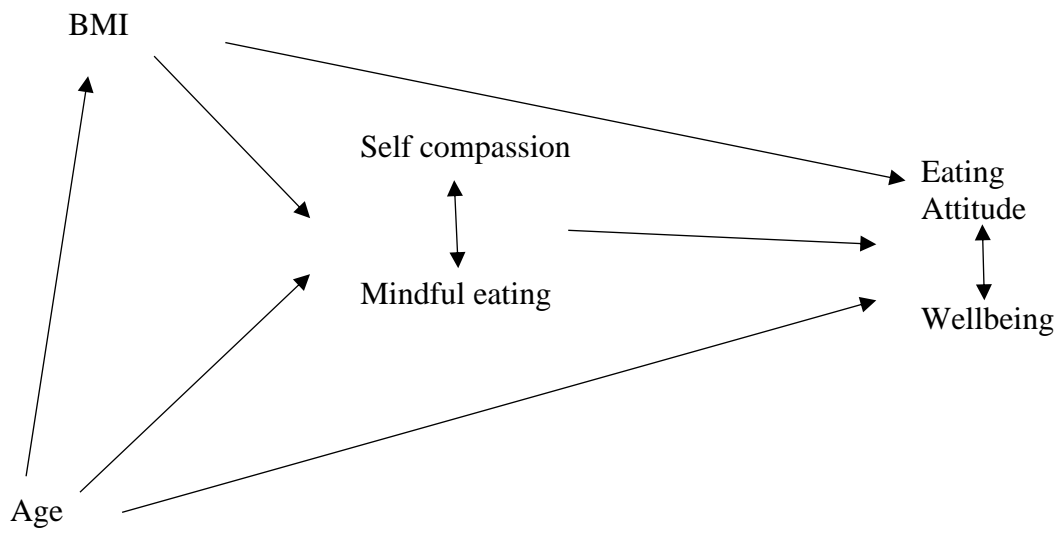 BMI
Self compassion
Eating
Attitude
Mindful eating
Wellbeing
Age